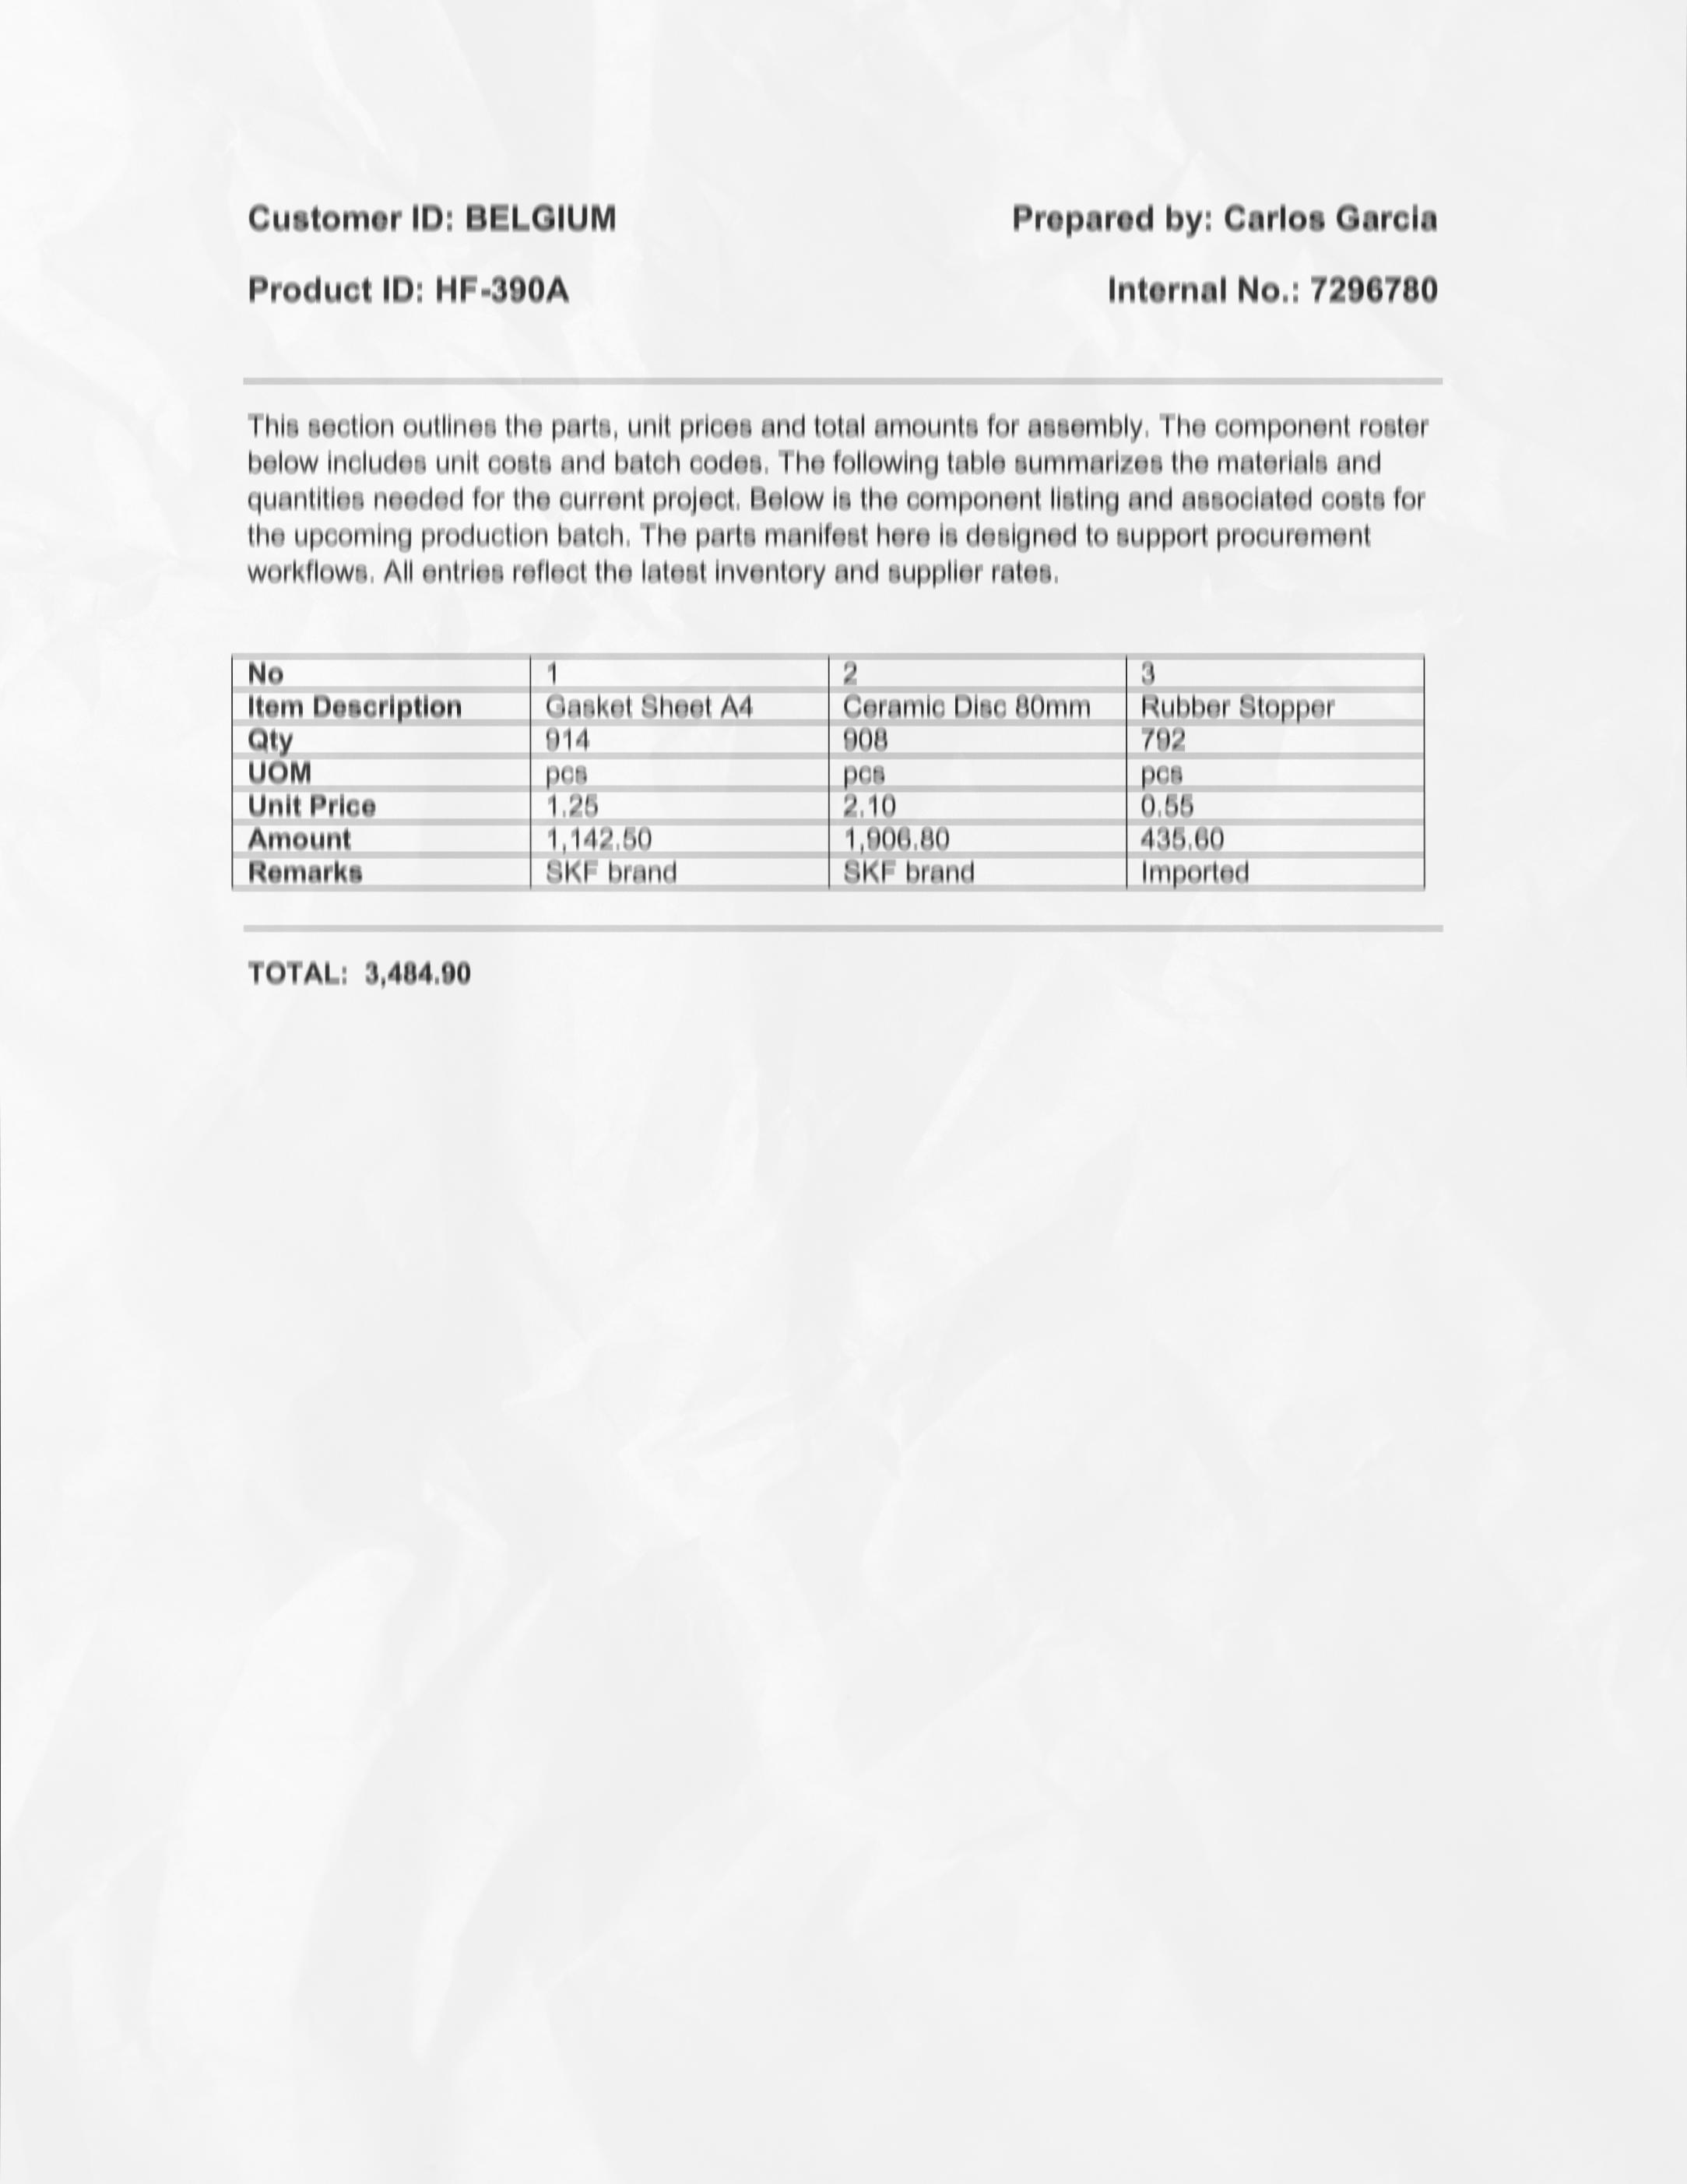 Customer ID: BELGIUM Prepared by: Carlos Garcia
Product ID: HF-390A Internal No.: 7296780
This section outlines the parts, unit prices and total amounts for assembly. The component roster
below includes unit costs and batch codes. The following table summarizes the materials and
quantities needed for the current project. Below is the component listing and associated costs for
the upcoming production batch. The parts manifest here is designed to support procurement
workflows. All entries reflect the latest inventory and supplier rates.
No 1 2 3
Item Description Gasket Sheet A4 Ceramic Disc 80mm Rubber Stopper
Qty 914 908 792
UOM pcs pcs pcs
Unit Price 1.25 2.10 0.55
Amount 1,142.50 1,906.80 435.60
Remarks SKF brand SKF brand Imported
TOTAL: 3,484.90